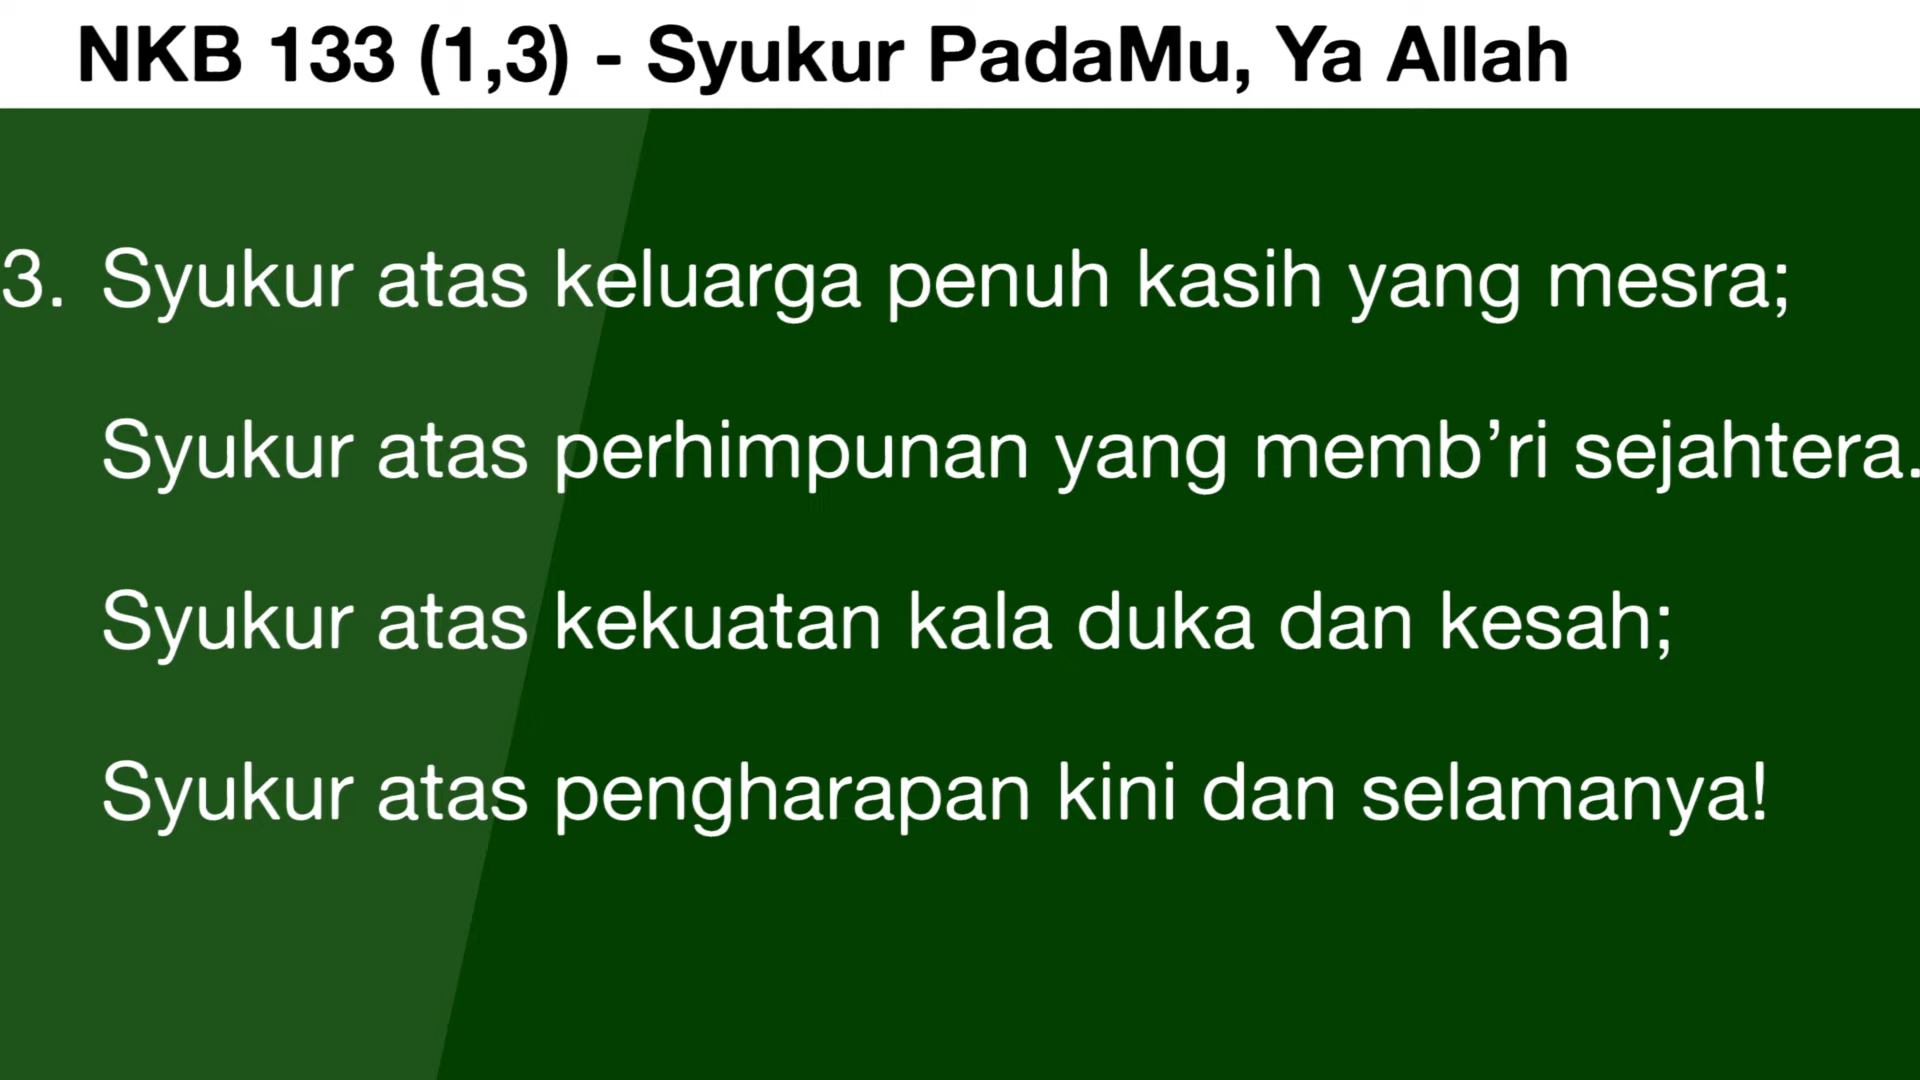 NKB 133 (1,3) - Syukur PadaMu, Ya Allah
3. Syukur atas keluarga penuh kasih yang mesra;
Syukur atas perhimpunan yang memb’ri sejahtera.
Syukur atas kekuatan kala duka dan kesah;
Syukur atas pengharapan kini dan selamanya!